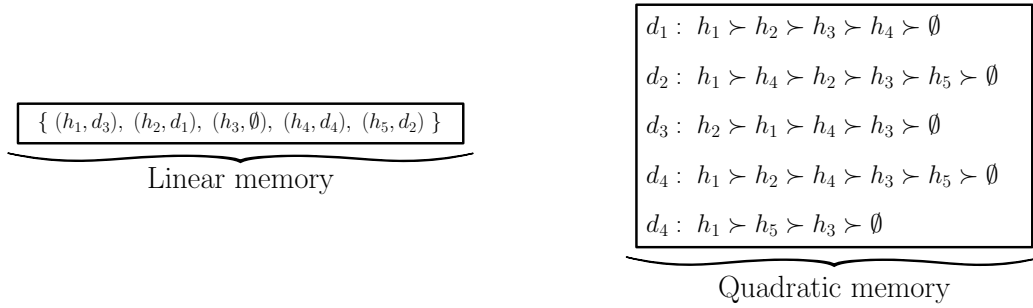 { (h₁, d₃), (h₂, d₁), (h₃, ∅), (h₄, d₄), (h₅, d₂) }
Linear memory
d₁ : h₁ ≻ h₂ ≻ h₃ ≻ h₄ ≻ ∅
d₂ : h₁ ≻ h₄ ≻ h₂ ≻ h₃ ≻ h₅ ≻ ∅
d₃ : h₂ ≻ h₁ ≻ h₄ ≻ h₃ ≻ ∅
d₄ : h₁ ≻ h₂ ≻ h₄ ≻ h₃ ≻ h₅ ≻ ∅
d₄ : h₁ ≻ h₅ ≻ h₃ ≻ ∅
Quadratic memory